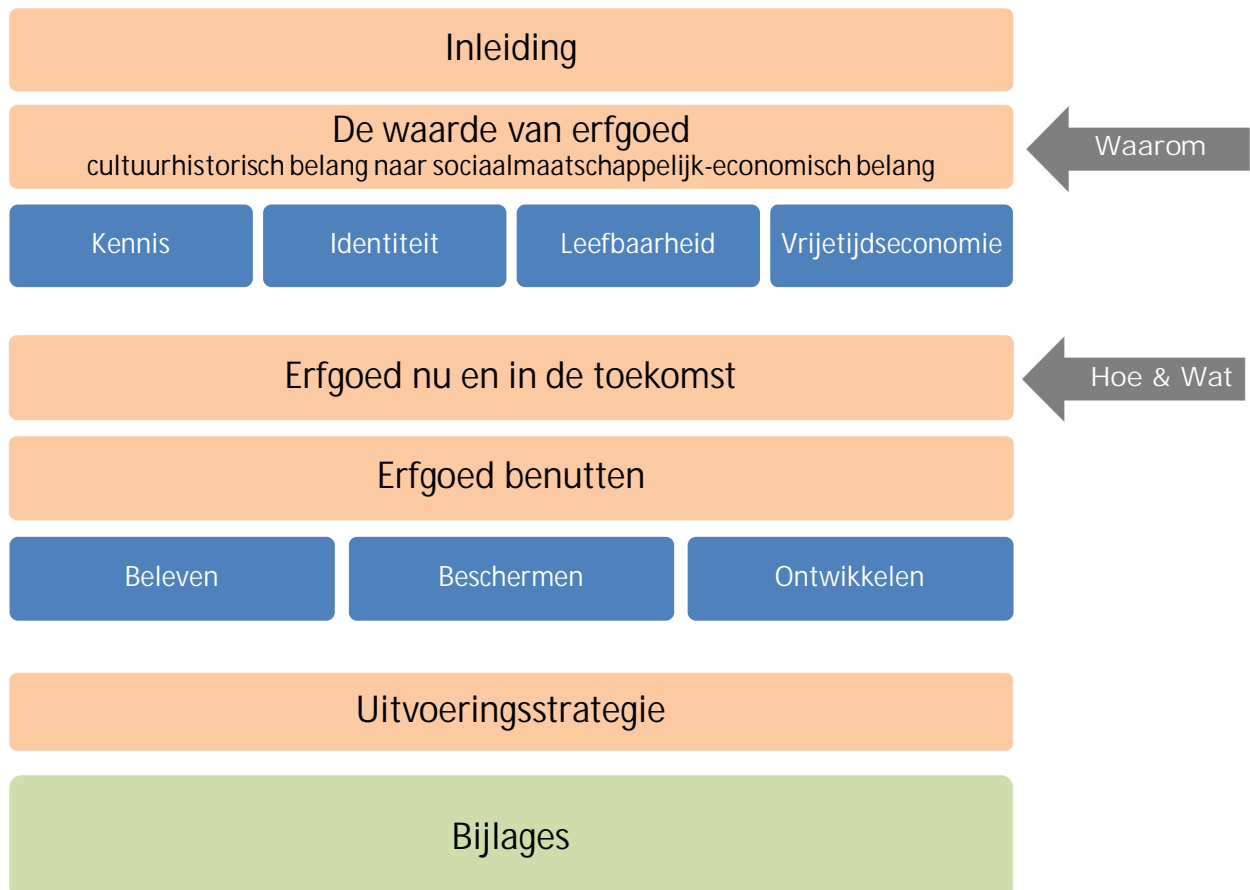 Inleiding
De waarde van erfgoed
cultuurhistorisch belang naar sociaalmaatschappelijk-economisch belang
Waarom
Kennis
Identiteit
Leefbaarheid
Vrijetijdseconomie
Erfgoed nu en in de toekomst
Hoe & Wat
Erfgoed benutten
Beleven
Beschermen
Ontwikkelen
Uitvoeringsstrategie
Bijlages